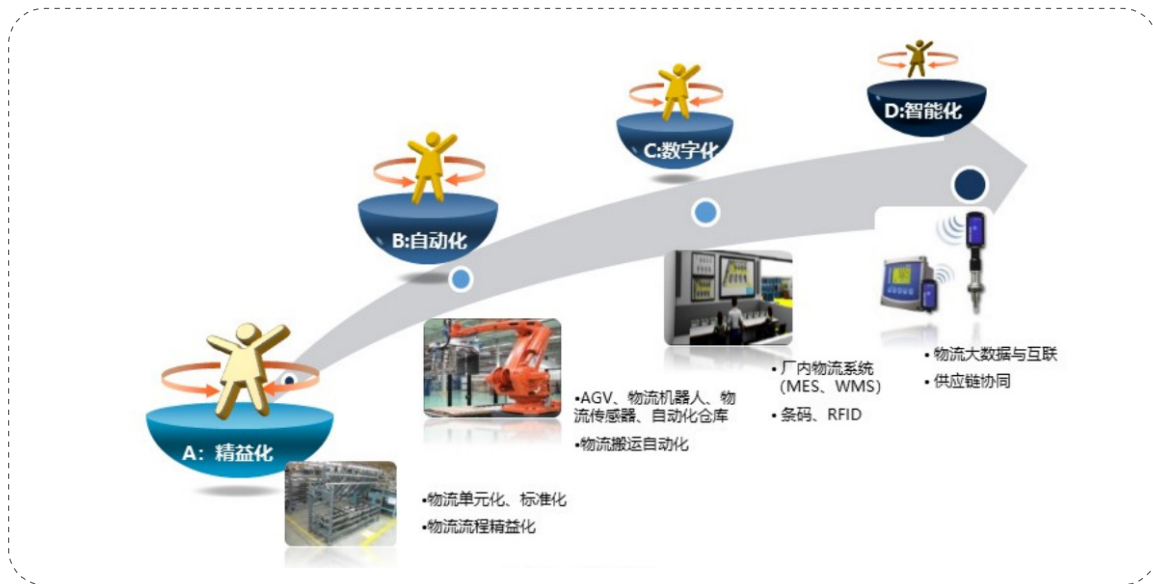 D:智能化
C:数字化
B:自动化
A：精益化
•物流大数据与互联
•供应链协同
•厂内物流系统
（MES、WMS）
•条码、RFID
•AGV、物流机器人、物
流传感器、自动化仓库
•物流搬运自动化
•物流单元化、标准化
•物流流程精益化